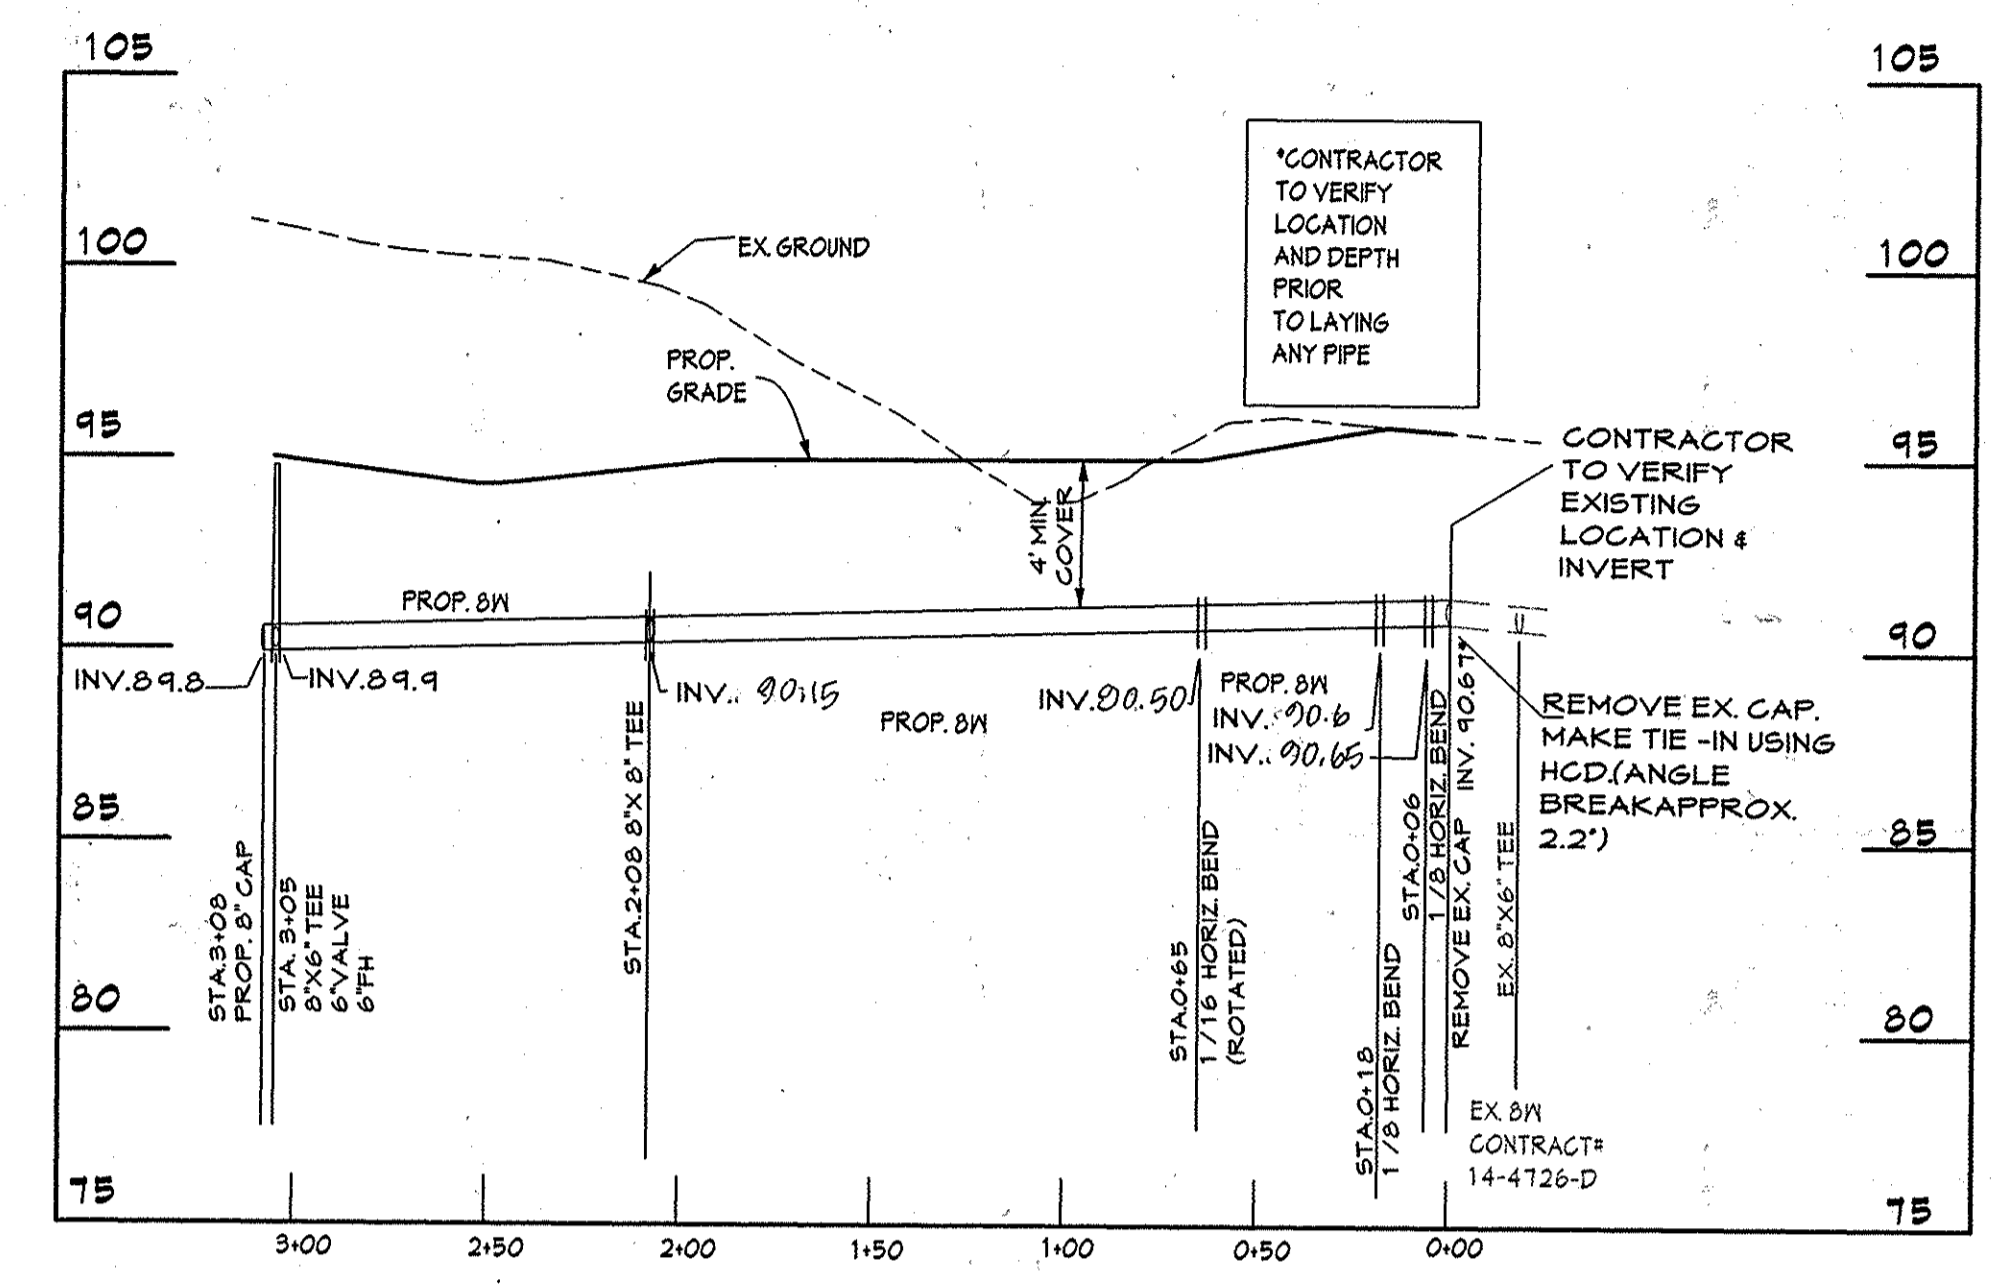 105
105
*CONTRACTOR
TO VERIFY
LOCATION
AND DEPTH
PRIOR
TO LAYING
ANY PIPE
100
EX. GROUND
100
PROP.
GRADE
95
95
CONTRACTOR
TO VERIFY
EXISTING
LOCATION &
INVERT
4' MIN.
COVER
90
PROP. 8W
90
INV. 89.8
INV. 89.9
INV.: 90.15
PROP. 8W
INV. 90.50
PROP. 8W
INV.: 90.6
INV.: 90.65
REMOVE EX. CAP.
MAKE TIE -IN USING
HCD.(ANGLE
BREAKAPPROX.
2.2°)
85
85
STA.3+08
PROP. 8" CAP
STA. 3+05
8"X6" TEE
6"VALVE
6"FH
STA.2+08 8"X 8" TEE
STA.0+65
1/16 HORIZ. BEND
(ROTATED)
STA.0+18
1/8 HORIZ. BEND
STA.0+06
1/8 HORIZ. BEND
REMOVE EX. CAP INV. 90.67*
EX. 8"X6" TEE
80
80
EX. 8W
CONTRACT#
14-4726-D
75
75
3+00
2+50
2+00
1+50
1+00
0+50
0+00